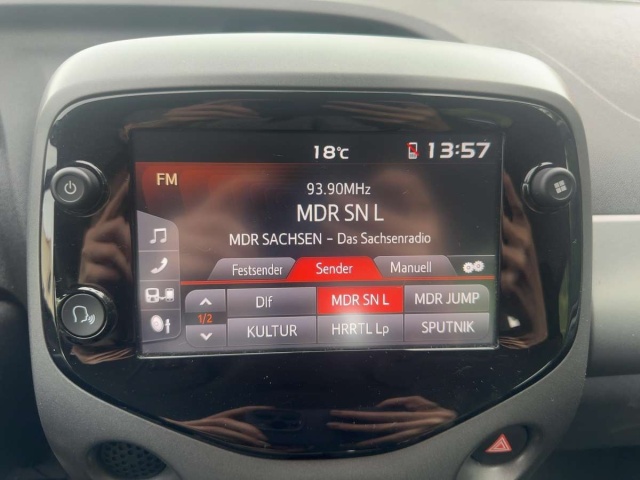 18°C 13:57
FM
93.90MHz
MDR SN L
MDR SACHSEN – Das Sachsenradio
Festsender Sender Manuell
Dlf MDR SN L MDR JUMP
1/2
KULTUR HRRTL Lp SPUTNIK